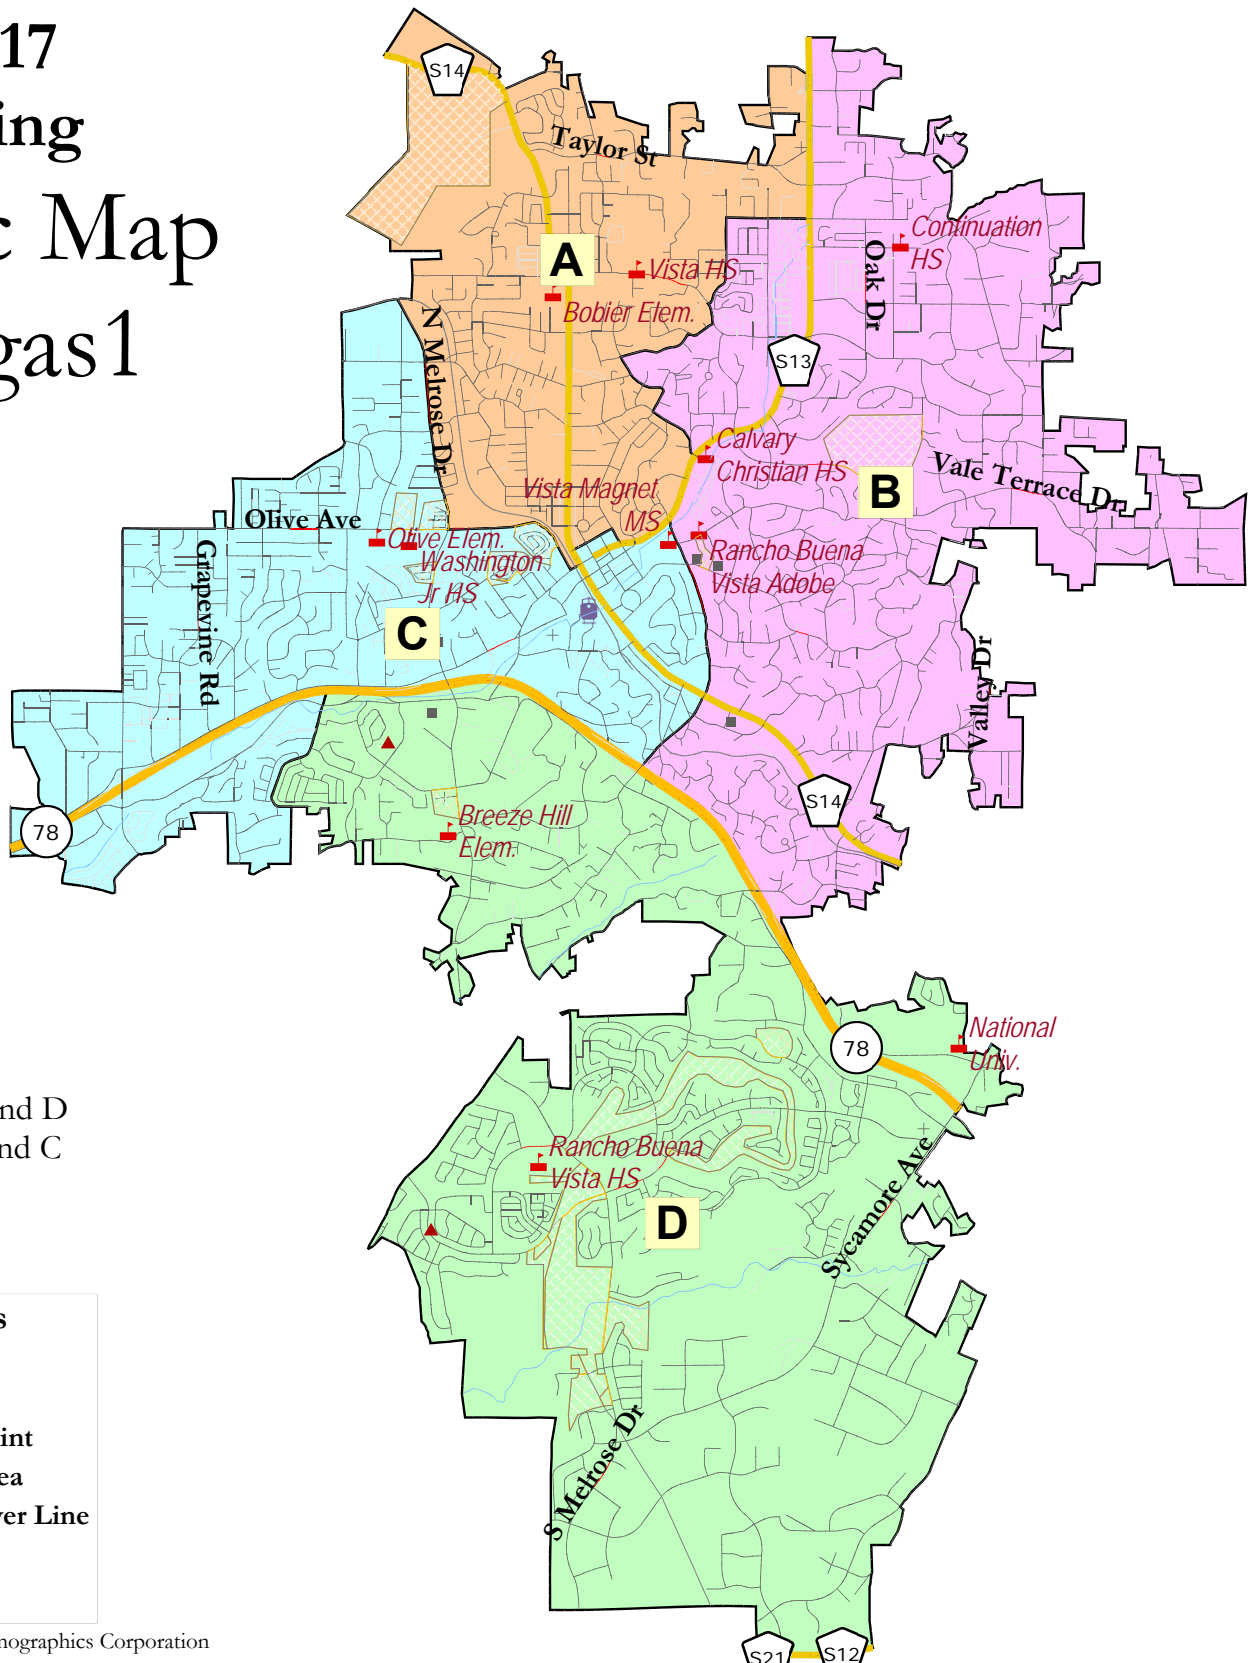 17
ing
c Map
gas1
S14
Taylor St
A
Vista HS
Bobier Elem.
N Melrose Dr
Continuation
HS
Oak Dr
S13
Calvary
Christian HS
B
Vale Terrace Dr
Vista Magnet
MS
Rancho Buena
Vista Adobe
Olive Ave
Olive Elem.
Washington
Jr HS
C
Grapevine Rd
Valley Dr
S14
78
Breeze Hill
Elem.
78
National
Univ.
nd D
nd C
Rancho Buena
Vista HS
D
Sycamore Ave
s
int
ea
ver Line
S Melrose Dr
mographics Corporation
S21
S12